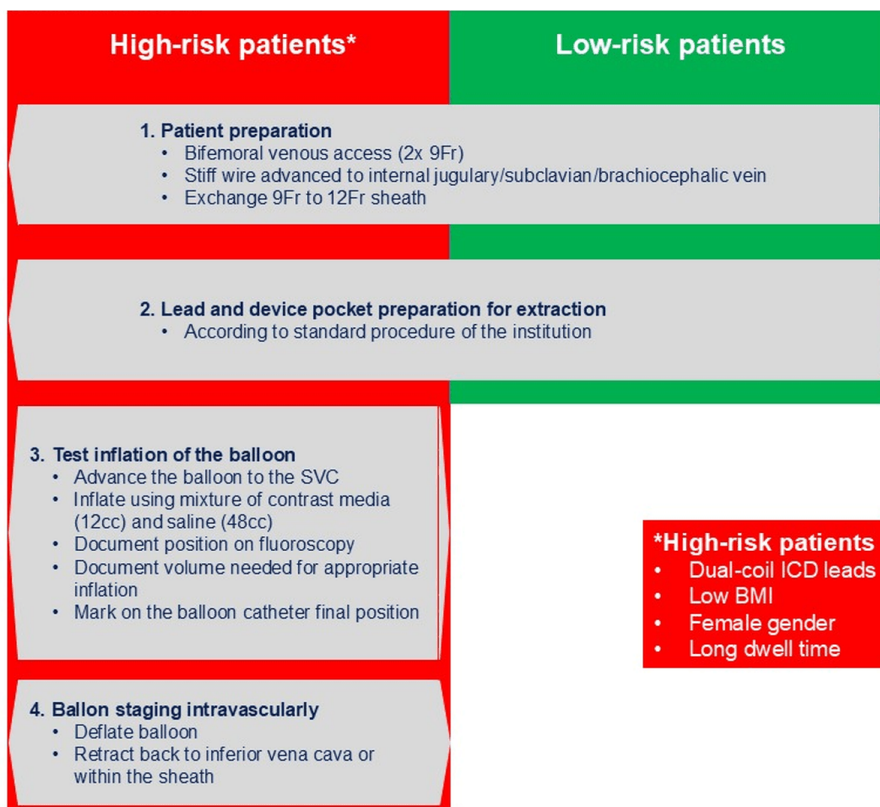 High-risk patients*
Low-risk patients
1. Patient preparation
• Bifemoral venous access (2x 9Fr)
• Stiff wire advanced to internal jugulary/subclavian/brachiocephalic vein
• Exchange 9Fr to 12Fr sheath
2. Lead and device pocket preparation for extraction
• According to standard procedure of the institution
3. Test inflation of the balloon
• Advance the balloon to the SVC
• Inflate using mixture of contrast media
(12cc) and saline (48cc)
• Document position on fluoroscopy
• Document volume needed for appropriate
inflation
• Mark on the balloon catheter final position
*High-risk patients
• Dual-coil ICD leads
• Low BMI
• Female gender
• Long dwell time
4. Ballon staging intravascularly
• Deflate balloon
• Retract back to inferior vena cava or
within the sheath